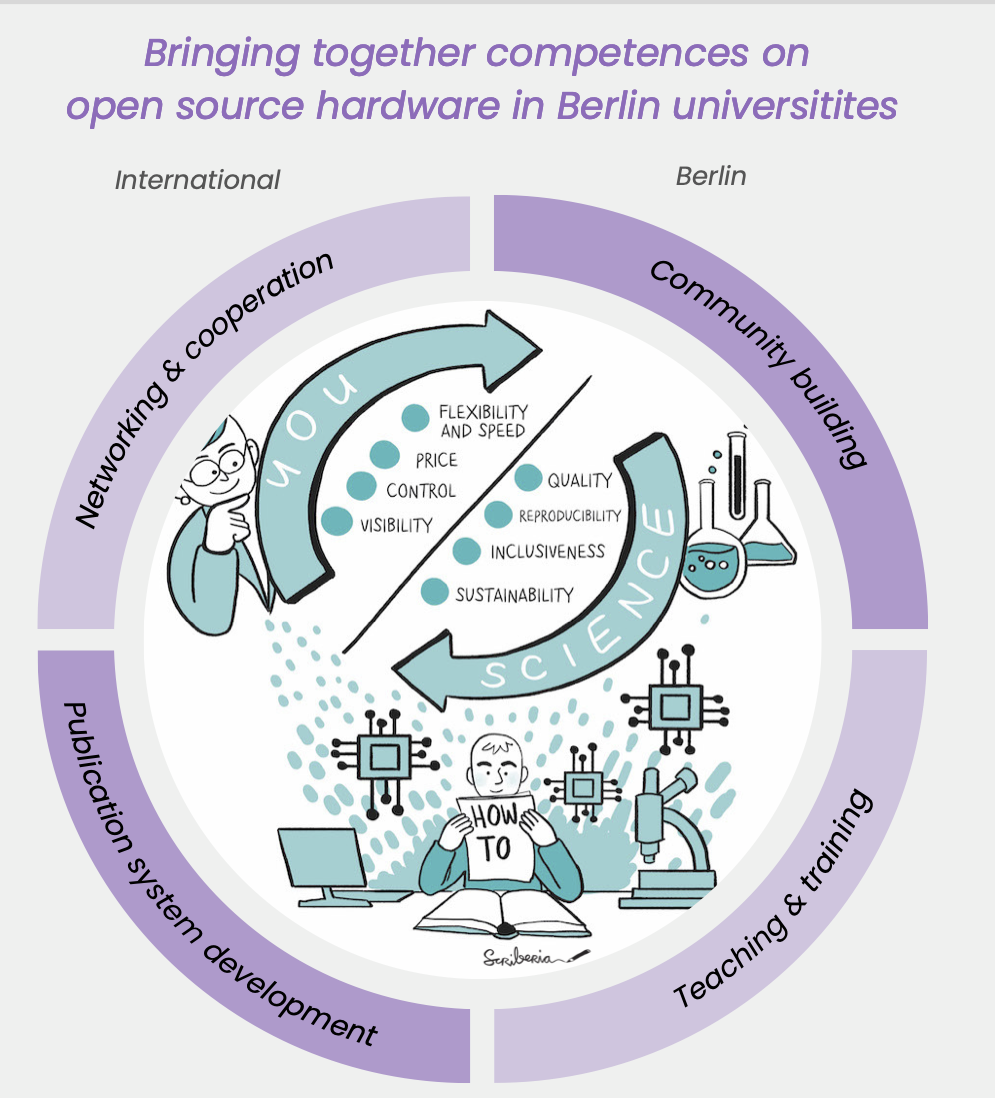 Bringing together competences on
open source hardware in Berlin universitites
International
Berlin
Networking & cooperation
Community building
YOU
FLEXIBILITY
AND SPEED
PRICE
CONTROL
VISIBILITY
QUALITY
REPRODUCIBILITY
INCLUSIVENESS
SUSTAINABILITY
SCIENCE
HOW
TO
Scriberia
Publication system development
Teaching & training